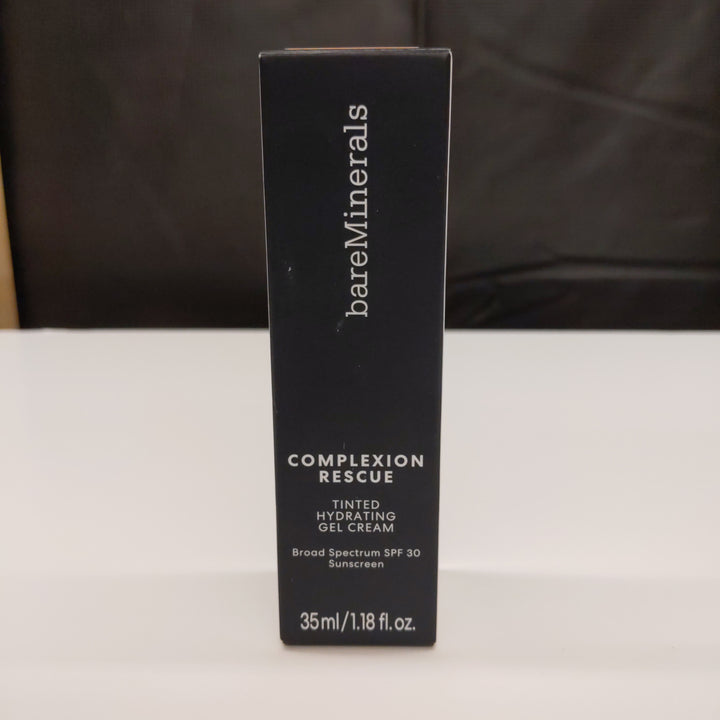 bareMinerals
COMPLEXION
RESCUE
TINTED
HYDRATING
GEL CREAM
Broad Spectrum SPF 30
Sunscreen
35ml/1.18 fl.oz.